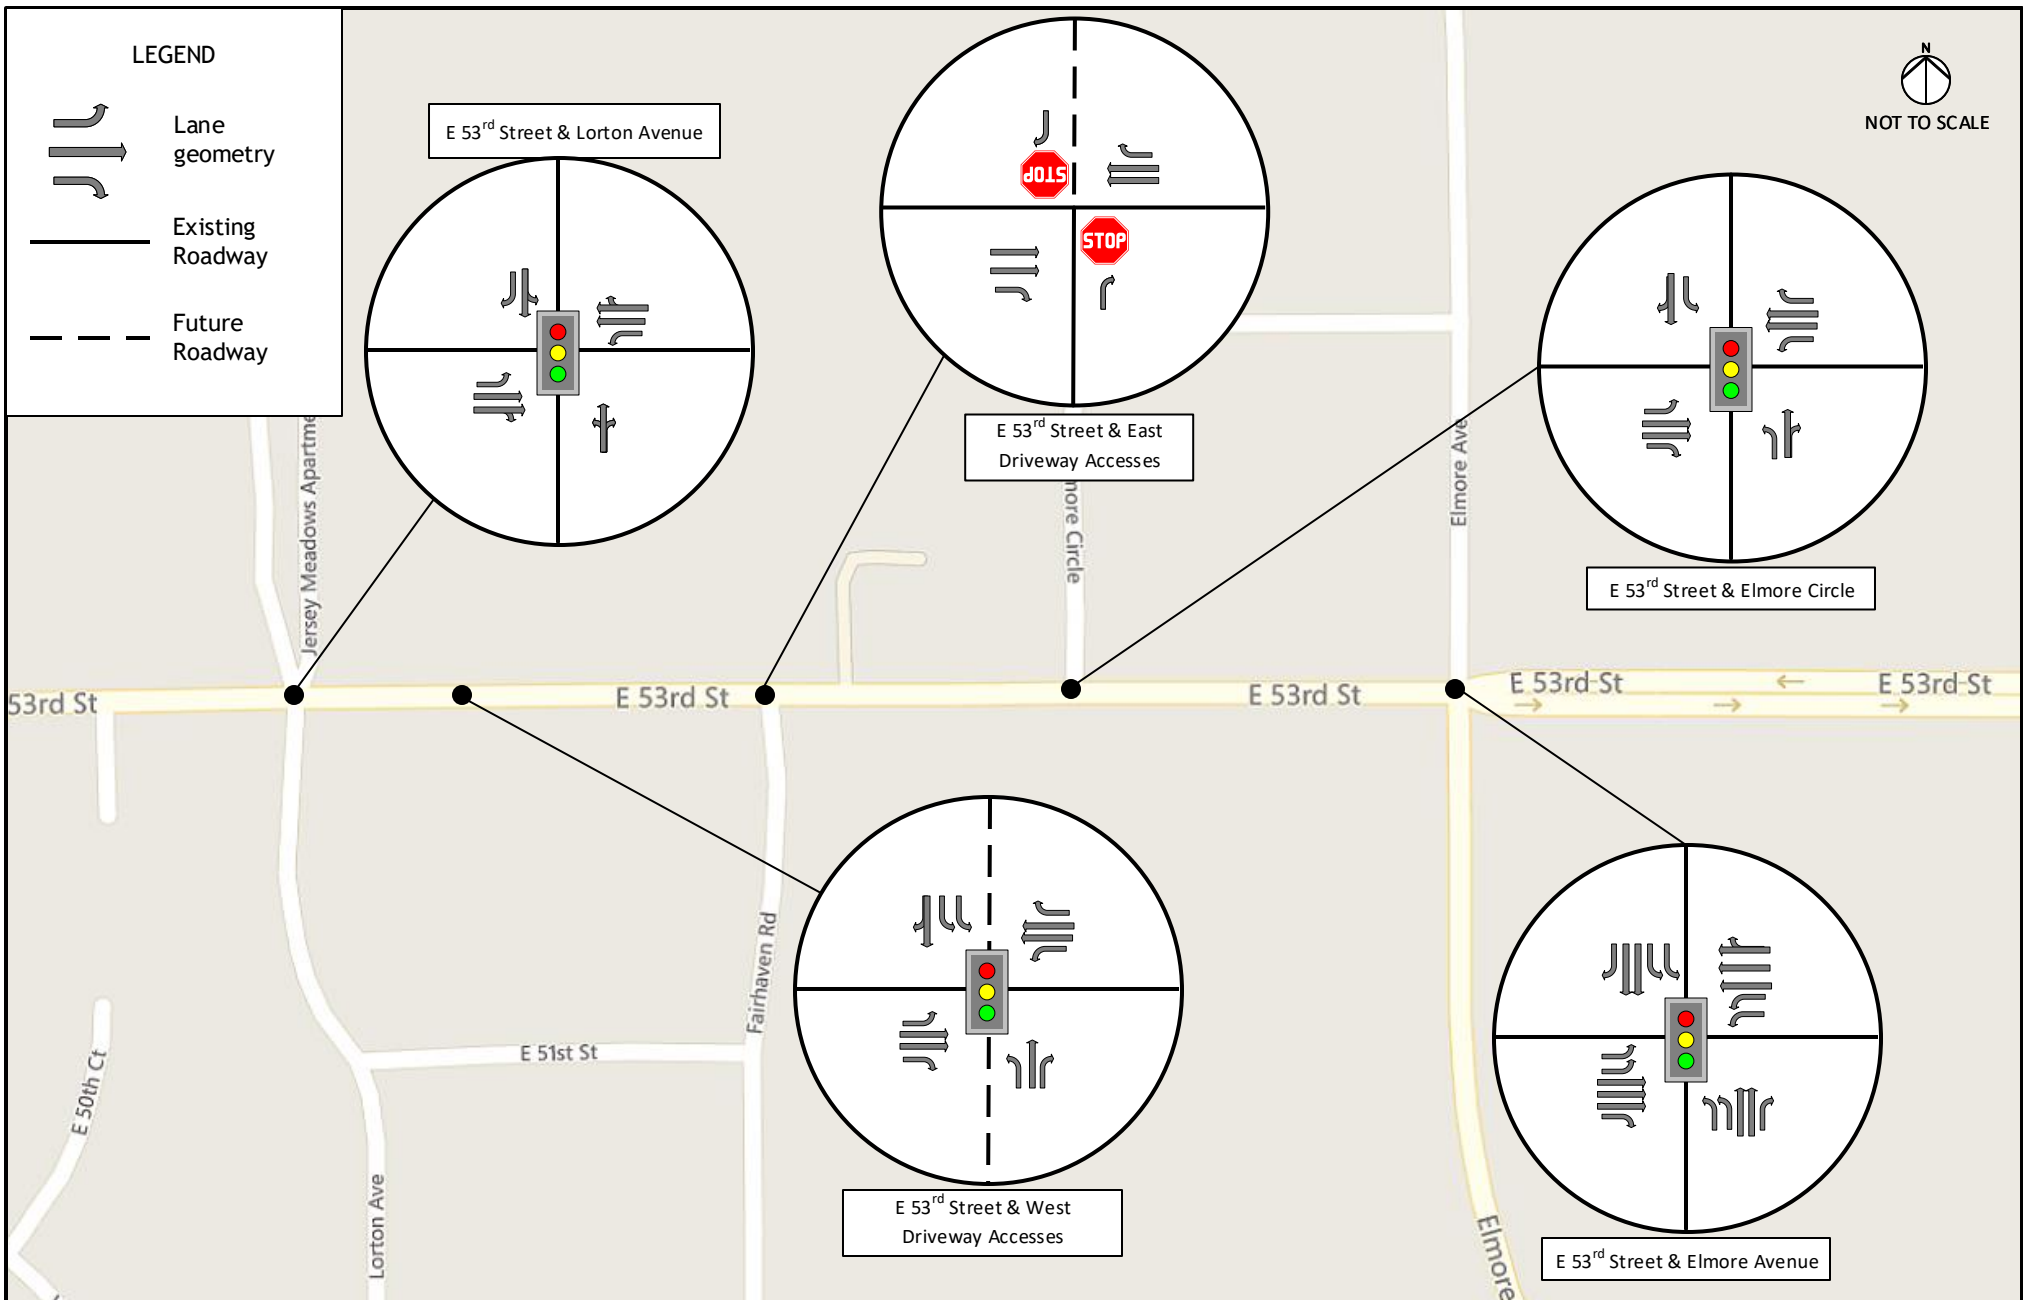 LEGEND
Lane
geometry
Existing
Roadway
Future
Roadway
E 53rd Street & Lorton Avenue
STOP
STOP
E 53rd Street & East
Driveway Accesses
N
NOT TO SCALE
E 53rd Street & Elmore Circle
Jersey Meadows Apartme
more Circle
Elmore Ave
53rd St
E 53rd St
E 53rd St
E 53rd St
E 53rd St
Fairhaven Rd
E 51st St
E 50th Ct
Lorton Ave
Elmore
E 53rd Street & West
Driveway Accesses
E 53rd Street & Elmore Avenue